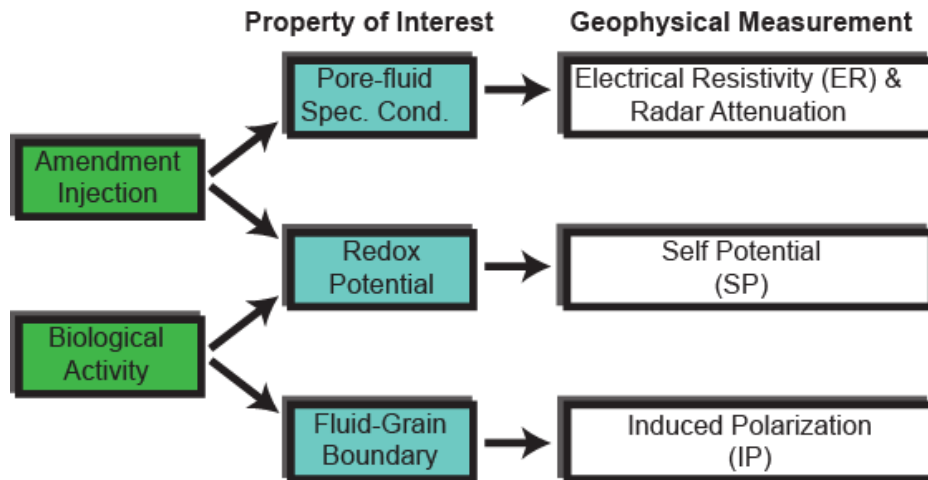 Property of Interest
Geophysical Measurement
Pore-fluid
Spec. Cond.
Electrical Resistivity (ER) &
Radar Attenuation
Amendment
Injection
Redox
Potential
Self Potential
(SP)
Biological
Activity
Fluid-Grain
Boundary
Induced Polarization
(IP)